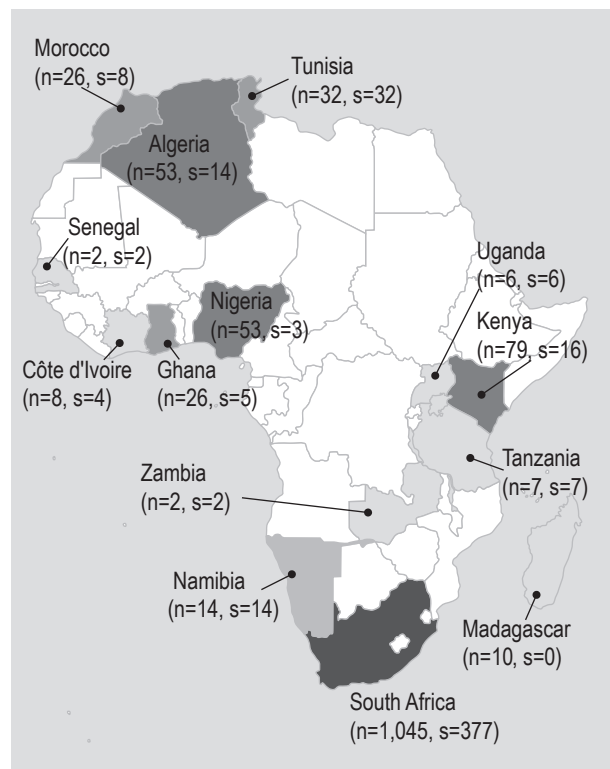 Morocco
(n=26, s=8)
Tunisia
(n=32, s=32)
Algeria
(n=53, s=14)
Senegal
(n=2, s=2)
Uganda
(n=6, s=6)
Nigeria
(n=53, s=3)
Kenya
(n=79, s=16)
Côte d'Ivoire
(n=8, s=4)
Ghana
(n=26, s=5)
Tanzania
(n=7, s=7)
Zambia
(n=2, s=2)
Namibia
(n=14, s=14)
Madagascar
(n=10, s=0)
South Africa
(n=1,045, s=377)